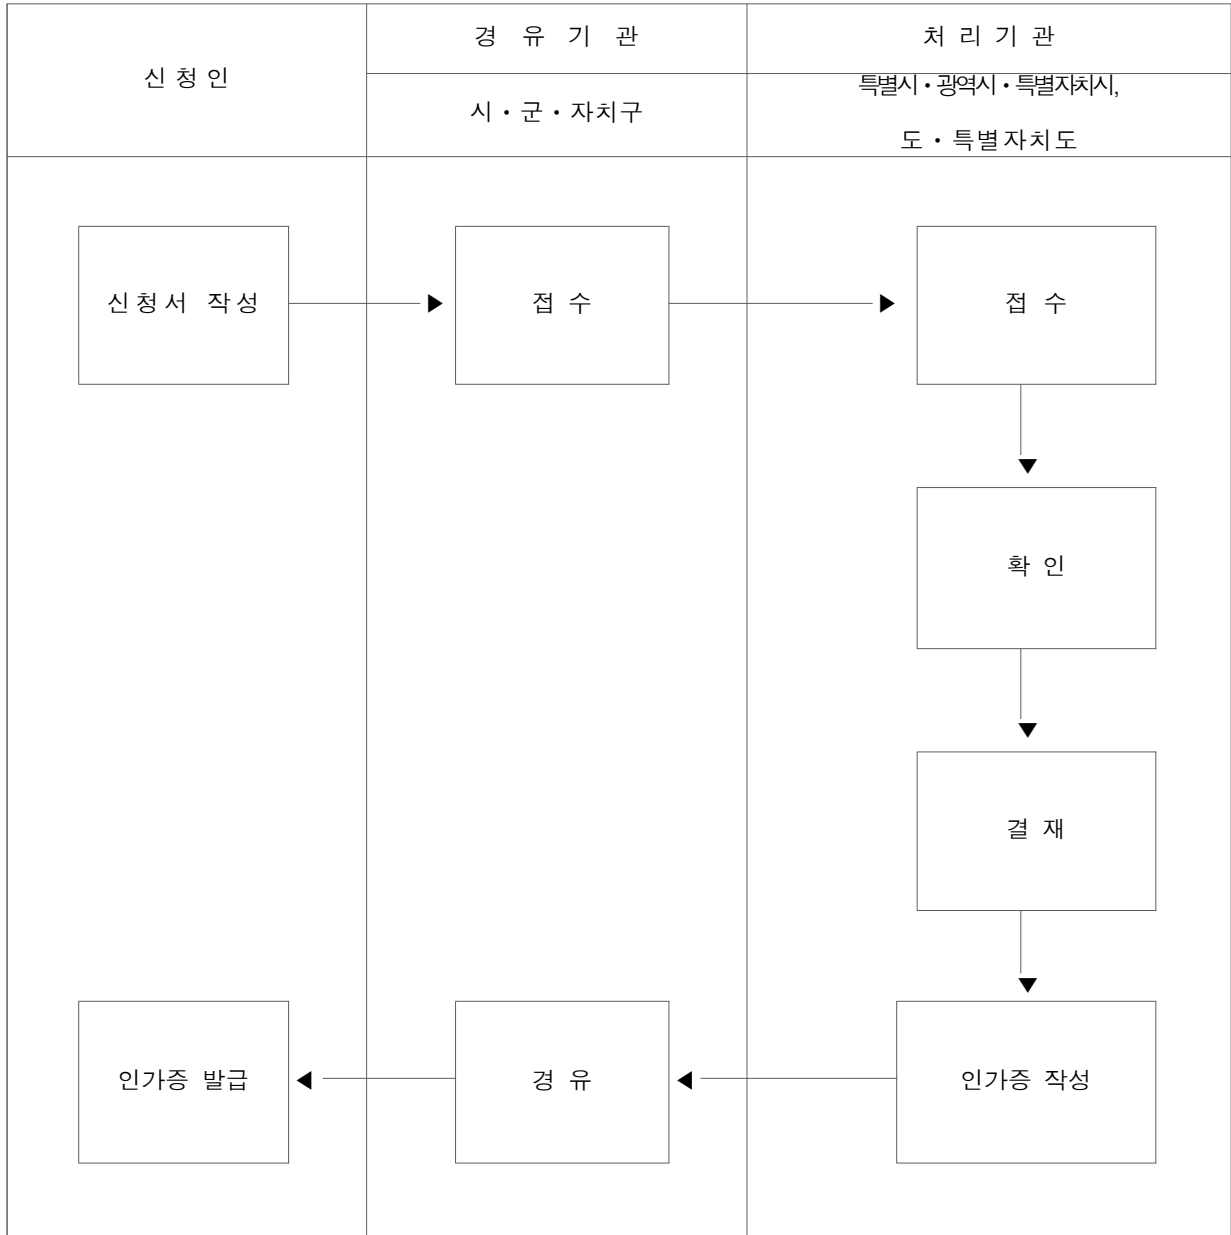 신청인
경 유 기 관
처 리 기 관
시・군・자치구
특별시・광역시・특별자치시,
도・특별자치도
신청서 작성
접 수
접 수
확 인
결 재
인가증 발급
경 유
인가증 작성